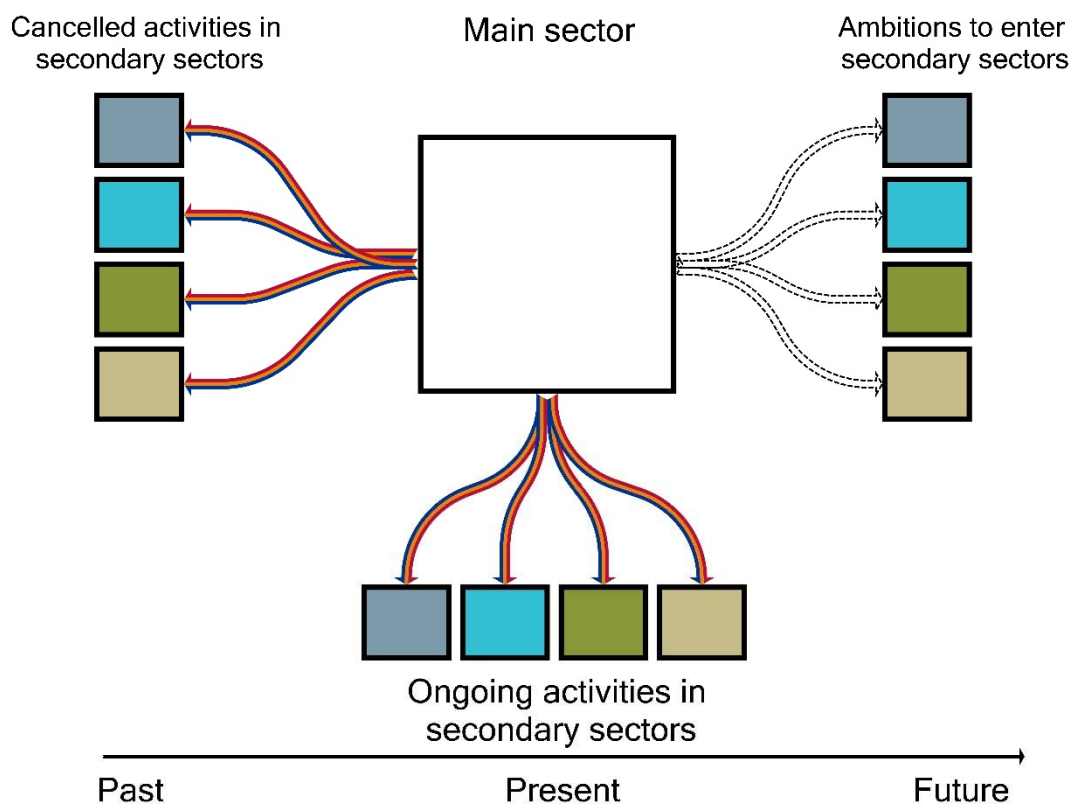 Cancelled activities in
secondary sectors
Main sector
Ambitions to enter
secondary sectors
Ongoing activities in
secondary sectors
Past
Present
Future